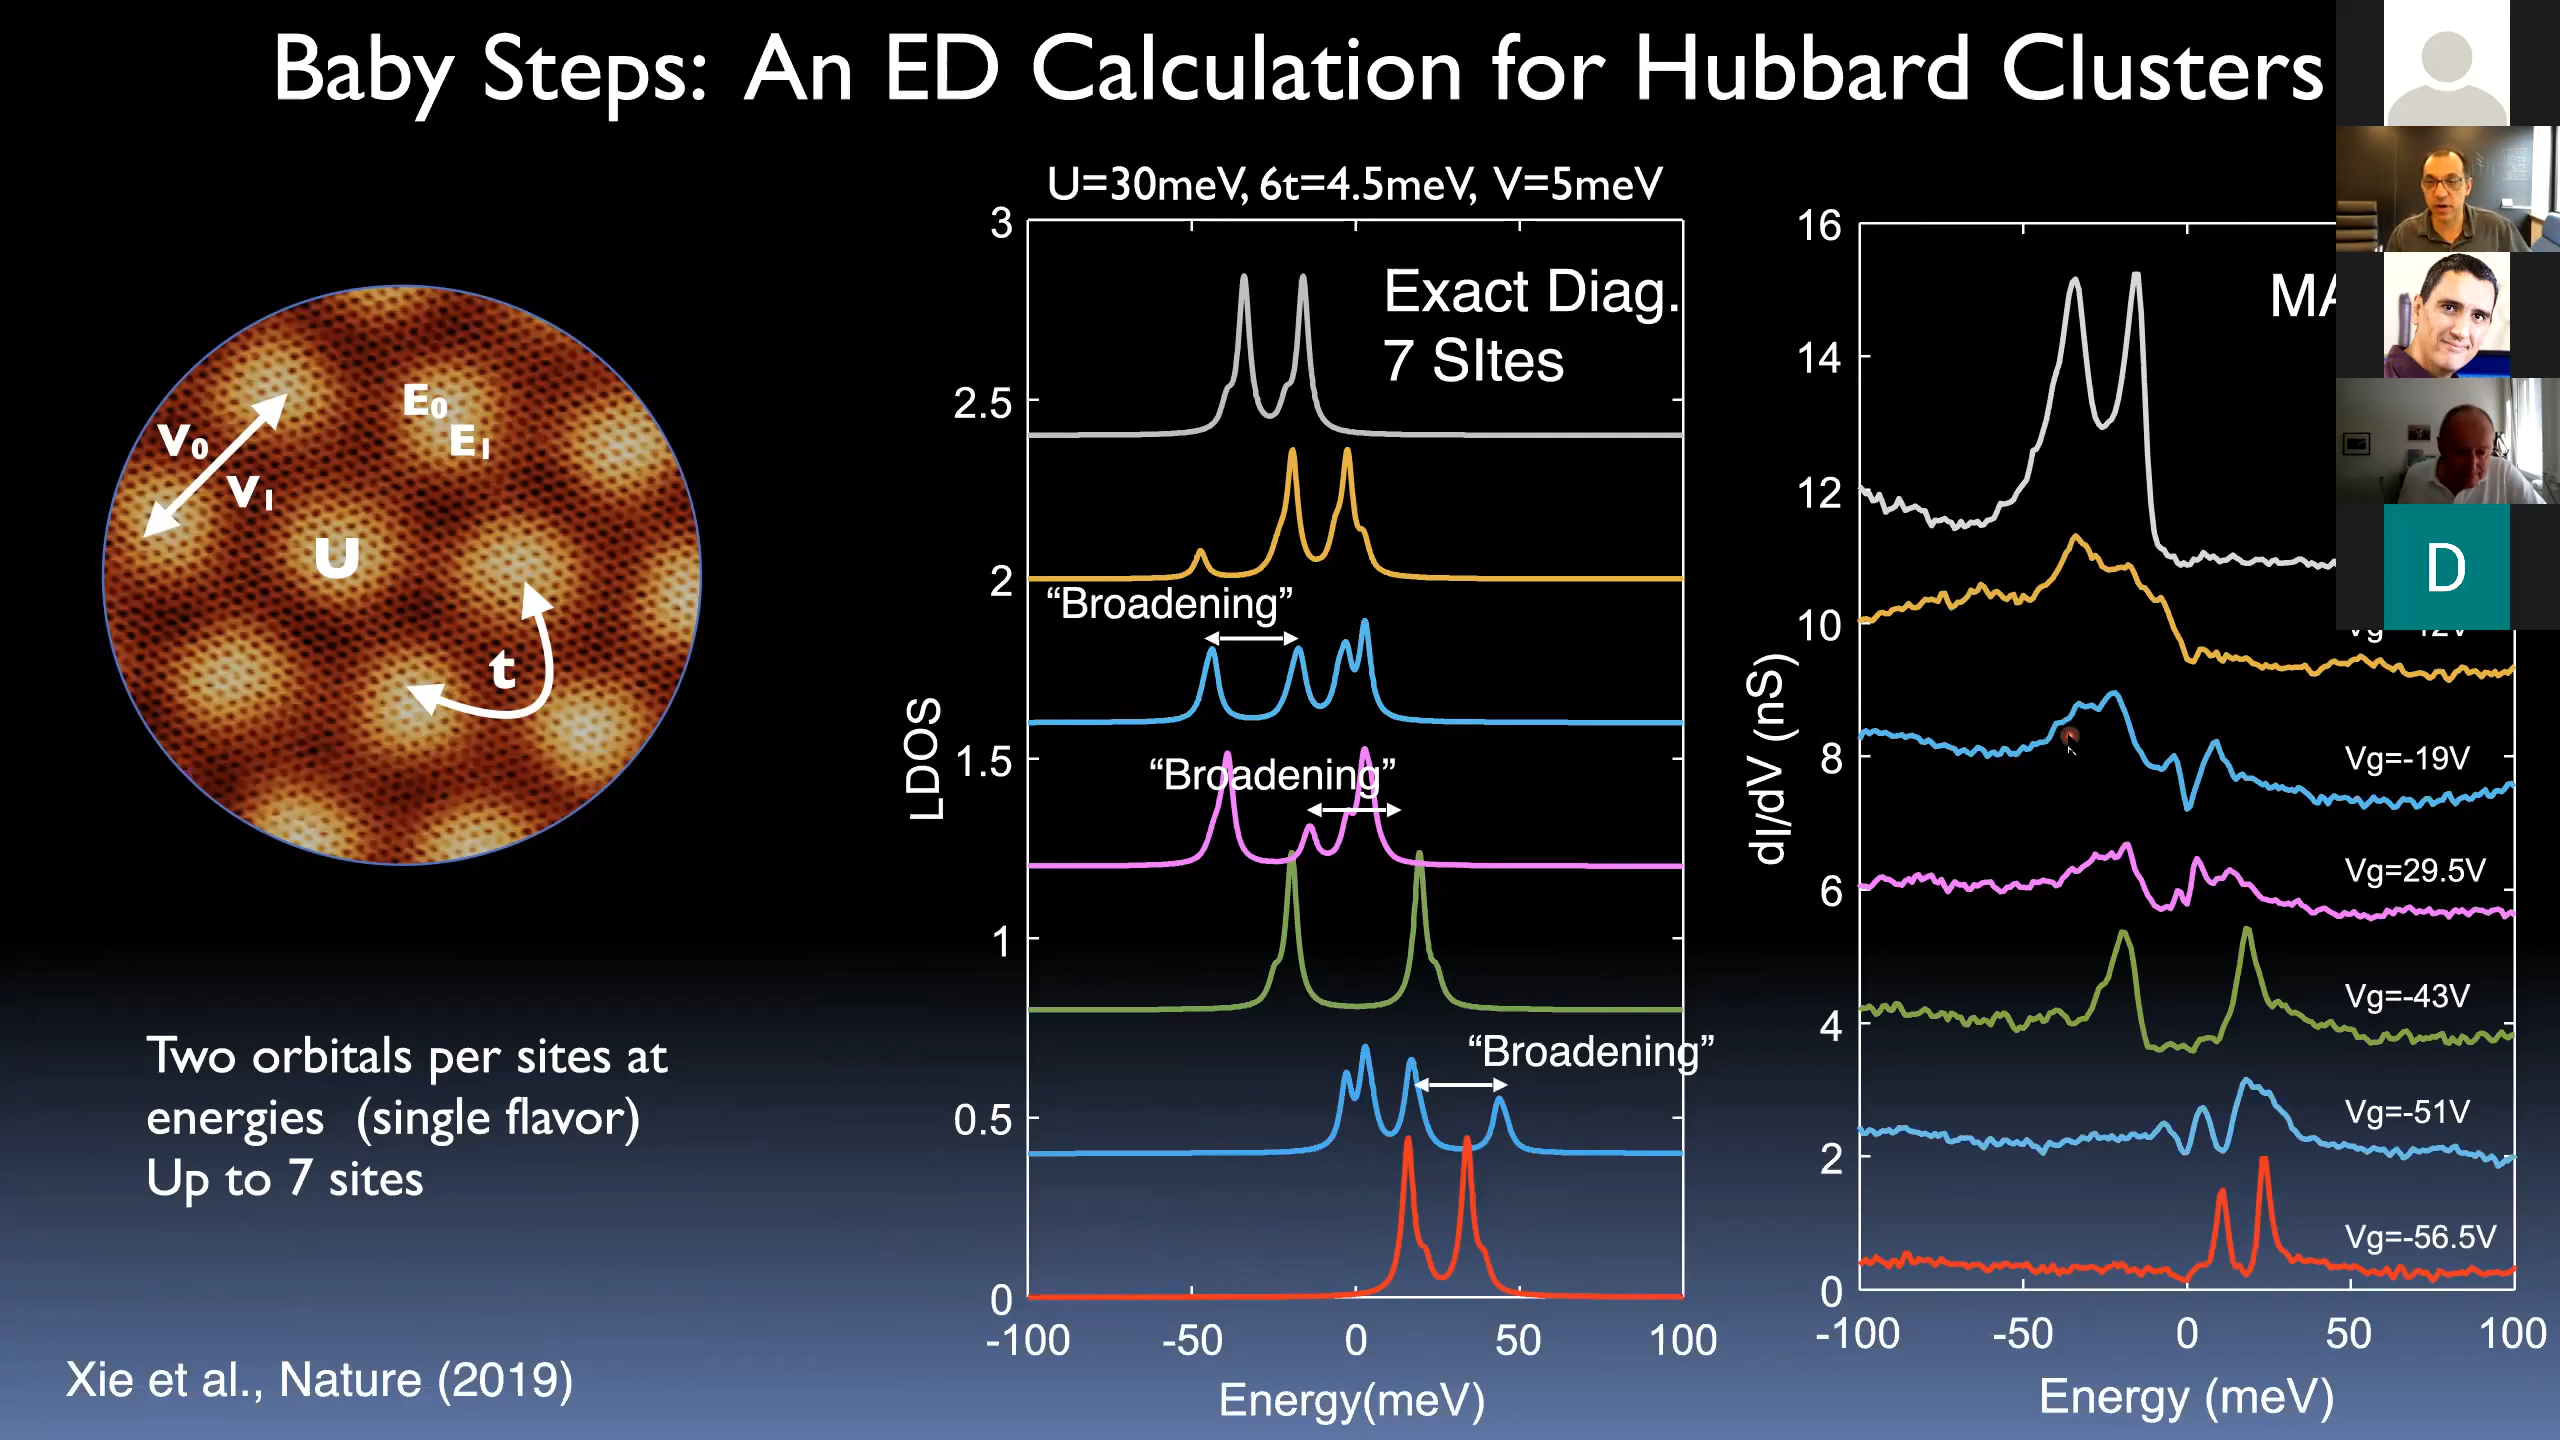 Baby Steps: An ED Calculation for Hubbard Clusters
U=30meV, 6t=4.5meV, V=5meV
Exact Diag.
7 SItes
E0
E1
V0
V1
U
t
Two orbitals per sites at
energies (single flavor)
Up to 7 sites
Xie et al., Nature (2019)
3
2.5
2
1.5
1
0.5
0
LDOS
“Broadening”
“Broadening”
“Broadening”
-100 -50 0 50 100
Energy(meV)
16
14
12
10
8
6
4
2
0
dI/dV (nS)
Vg=-19V
Vg=29.5V
Vg=-43V
Vg=-51V
Vg=-56.5V
-100 -50 0 50 100
Energy (meV)
D